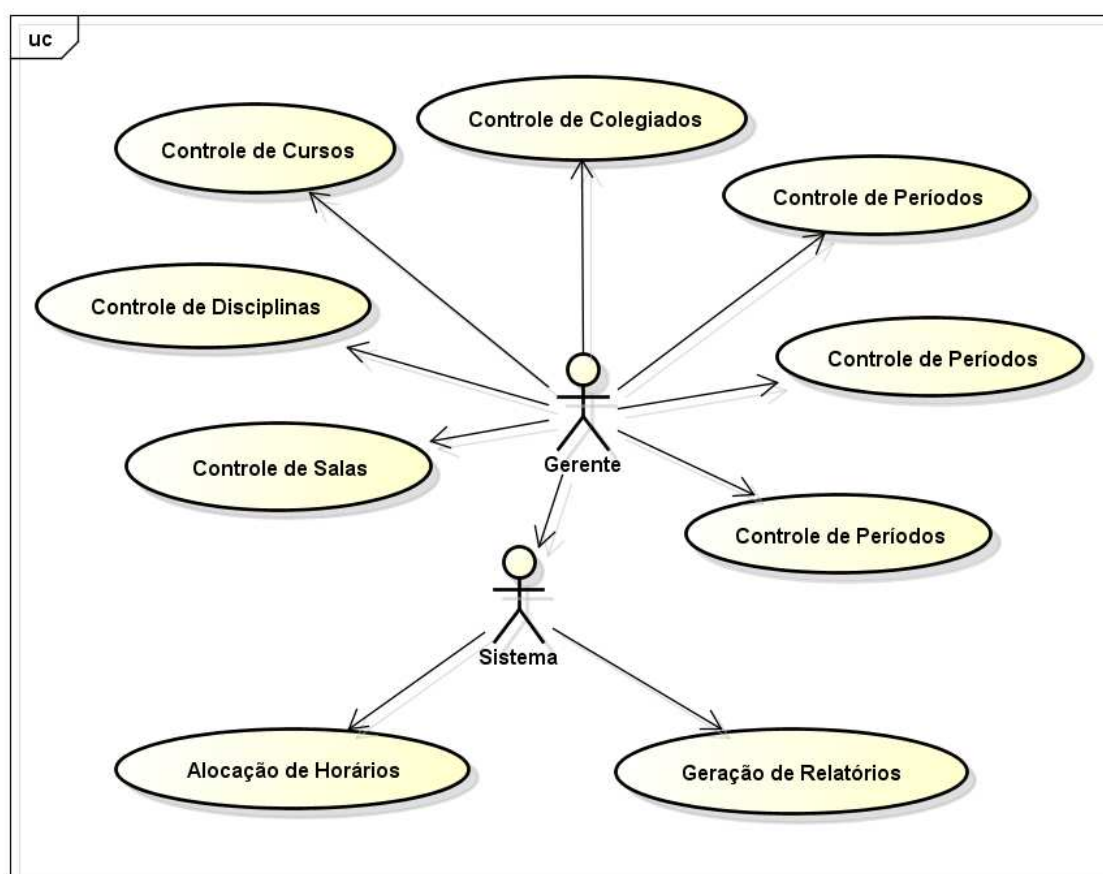 uc
Controle de Colegiados
Controle de Cursos
Controle de Períodos
Controle de Disciplinas
Controle de Períodos
Controle de Salas
Gerente
Controle de Períodos
Sistema
Alocação de Horários
Geração de Relatórios